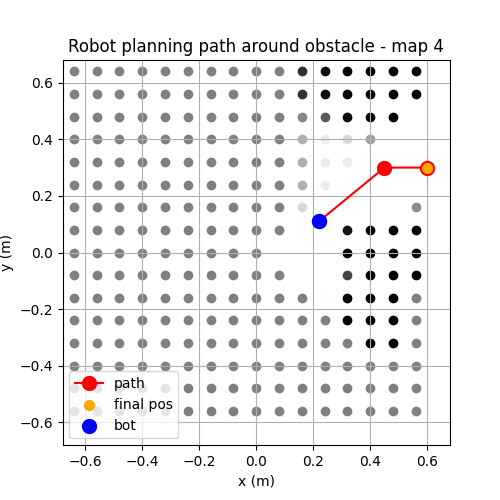 Robot planning path around obstacle - map 4
y (m)
0.6
0.4
0.2
0.0
−0.2
−0.4
−0.6
path
final pos
bot
−0.6 −0.4 −0.2 0.0 0.2 0.4 0.6
x (m)